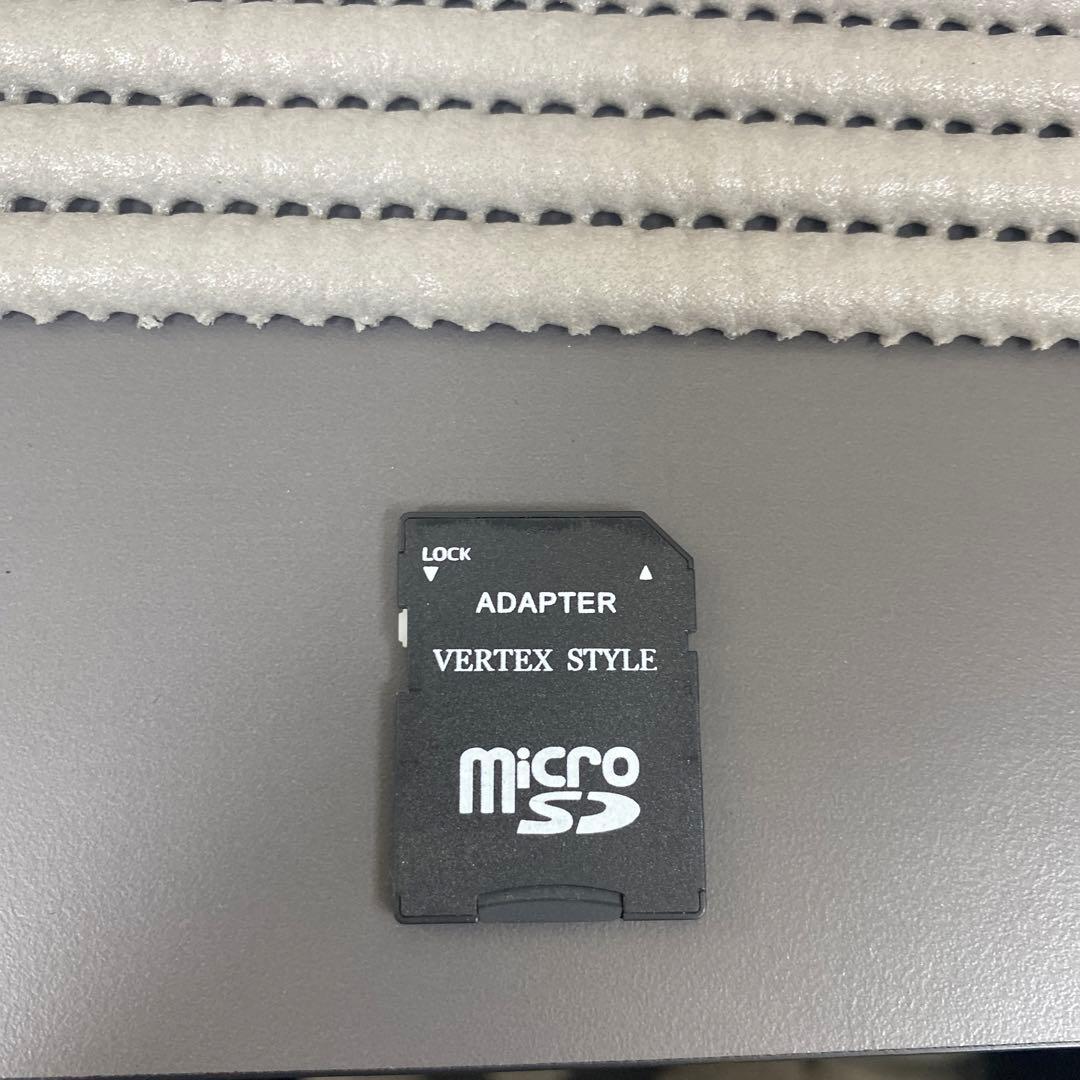 LOCK
ADAPTER
VERTEX STYLE
micro
SD